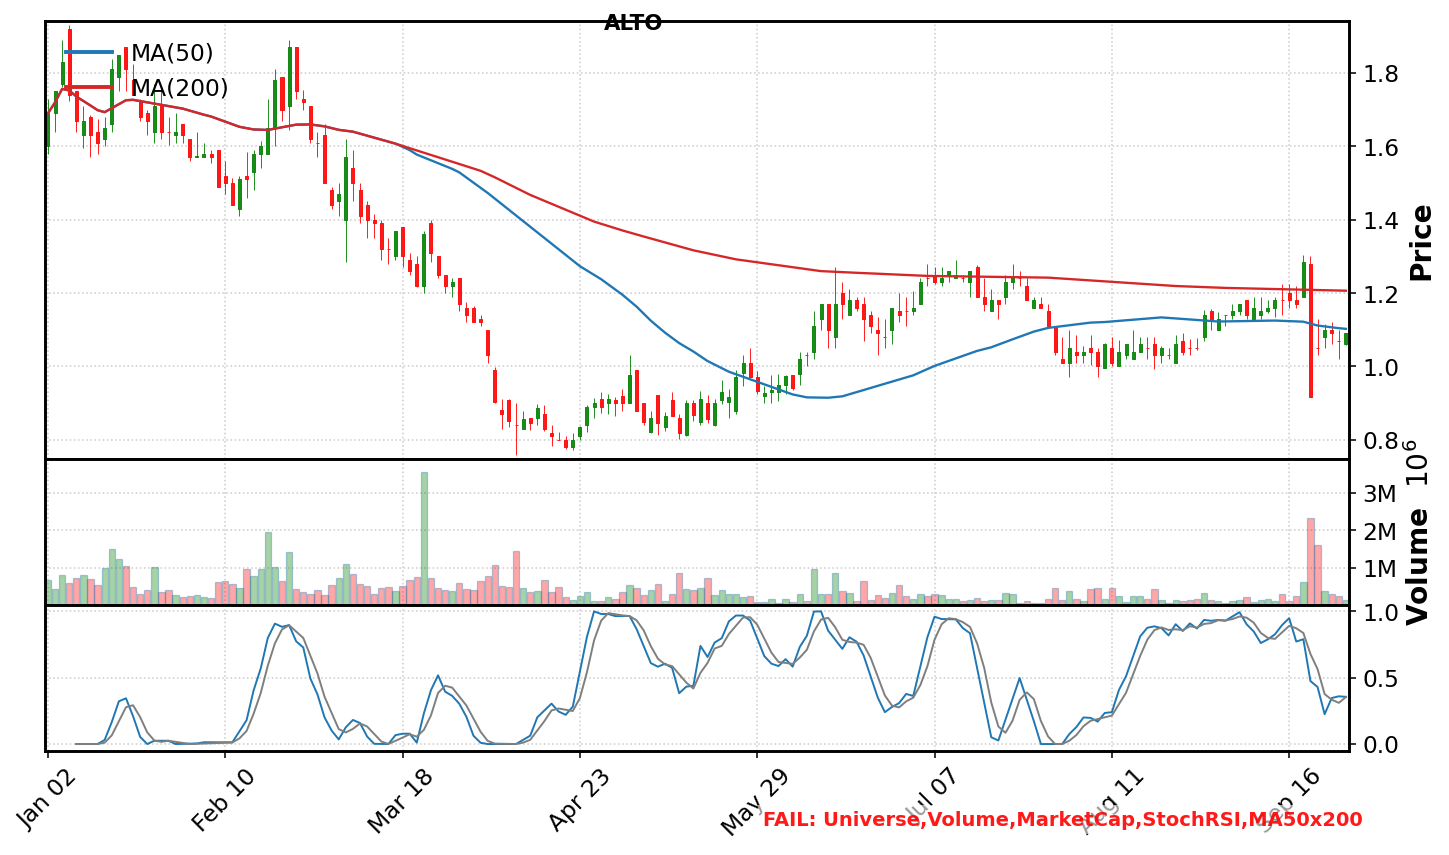 ALTO
MA(50)
MA(200)
1.8
1.6
1.4
1.2
1.0
0.8
Price
10^6
3M
2M
1M
Volume
1.0
0.5
0.0
Jan 02
Feb 10
Mar 18
Apr 23
May 29
Jul 07
Aug 11
Sep 16
FAIL: Universe,Volume,MarketCap,StochRSI,MA50x200